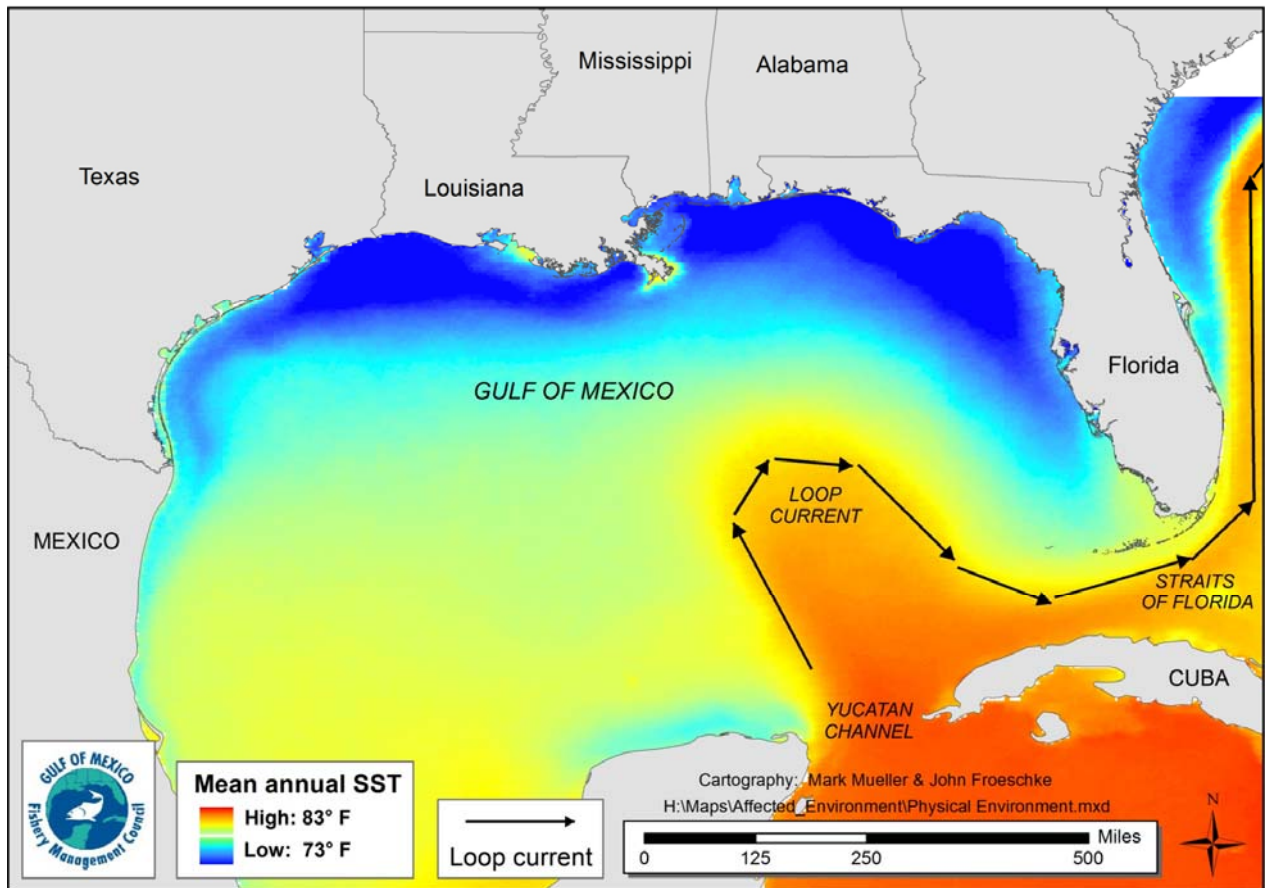 Mississippi
Alabama
Texas
Louisiana
GULF OF MEXICO
Florida
LOOP
CURRENT
MEXICO
STRAITS
OF FLORIDA
CUBA
YUCATAN
CHANNEL
GULF OF MEXICO
Fishery Management Council
Mean annual SST
High: 83° F
Low: 73° F
Loop current
Cartography: Mark Mueller & John Froeschke
H:\Maps\Affected_Environment\Physical Environment.mxd
Miles
0 125 250 500
N